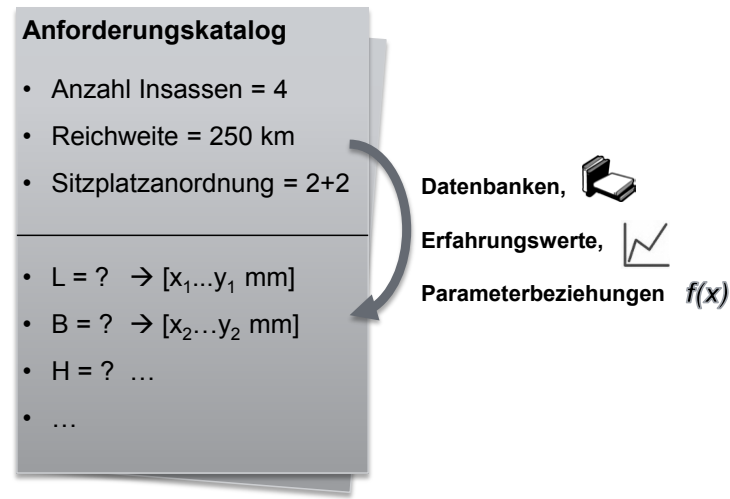 Anforderungskatalog
• Anzahl Insassen = 4
• Reichweite = 250 km
• Sitzplatzanordnung = 2+2
• L = ? → [x₁...y₁ mm]
• B = ? → [x₂…y₂ mm]
• H = ? …
• …
Datenbanken,
Erfahrungswerte,
Parameterbeziehungen f(x)